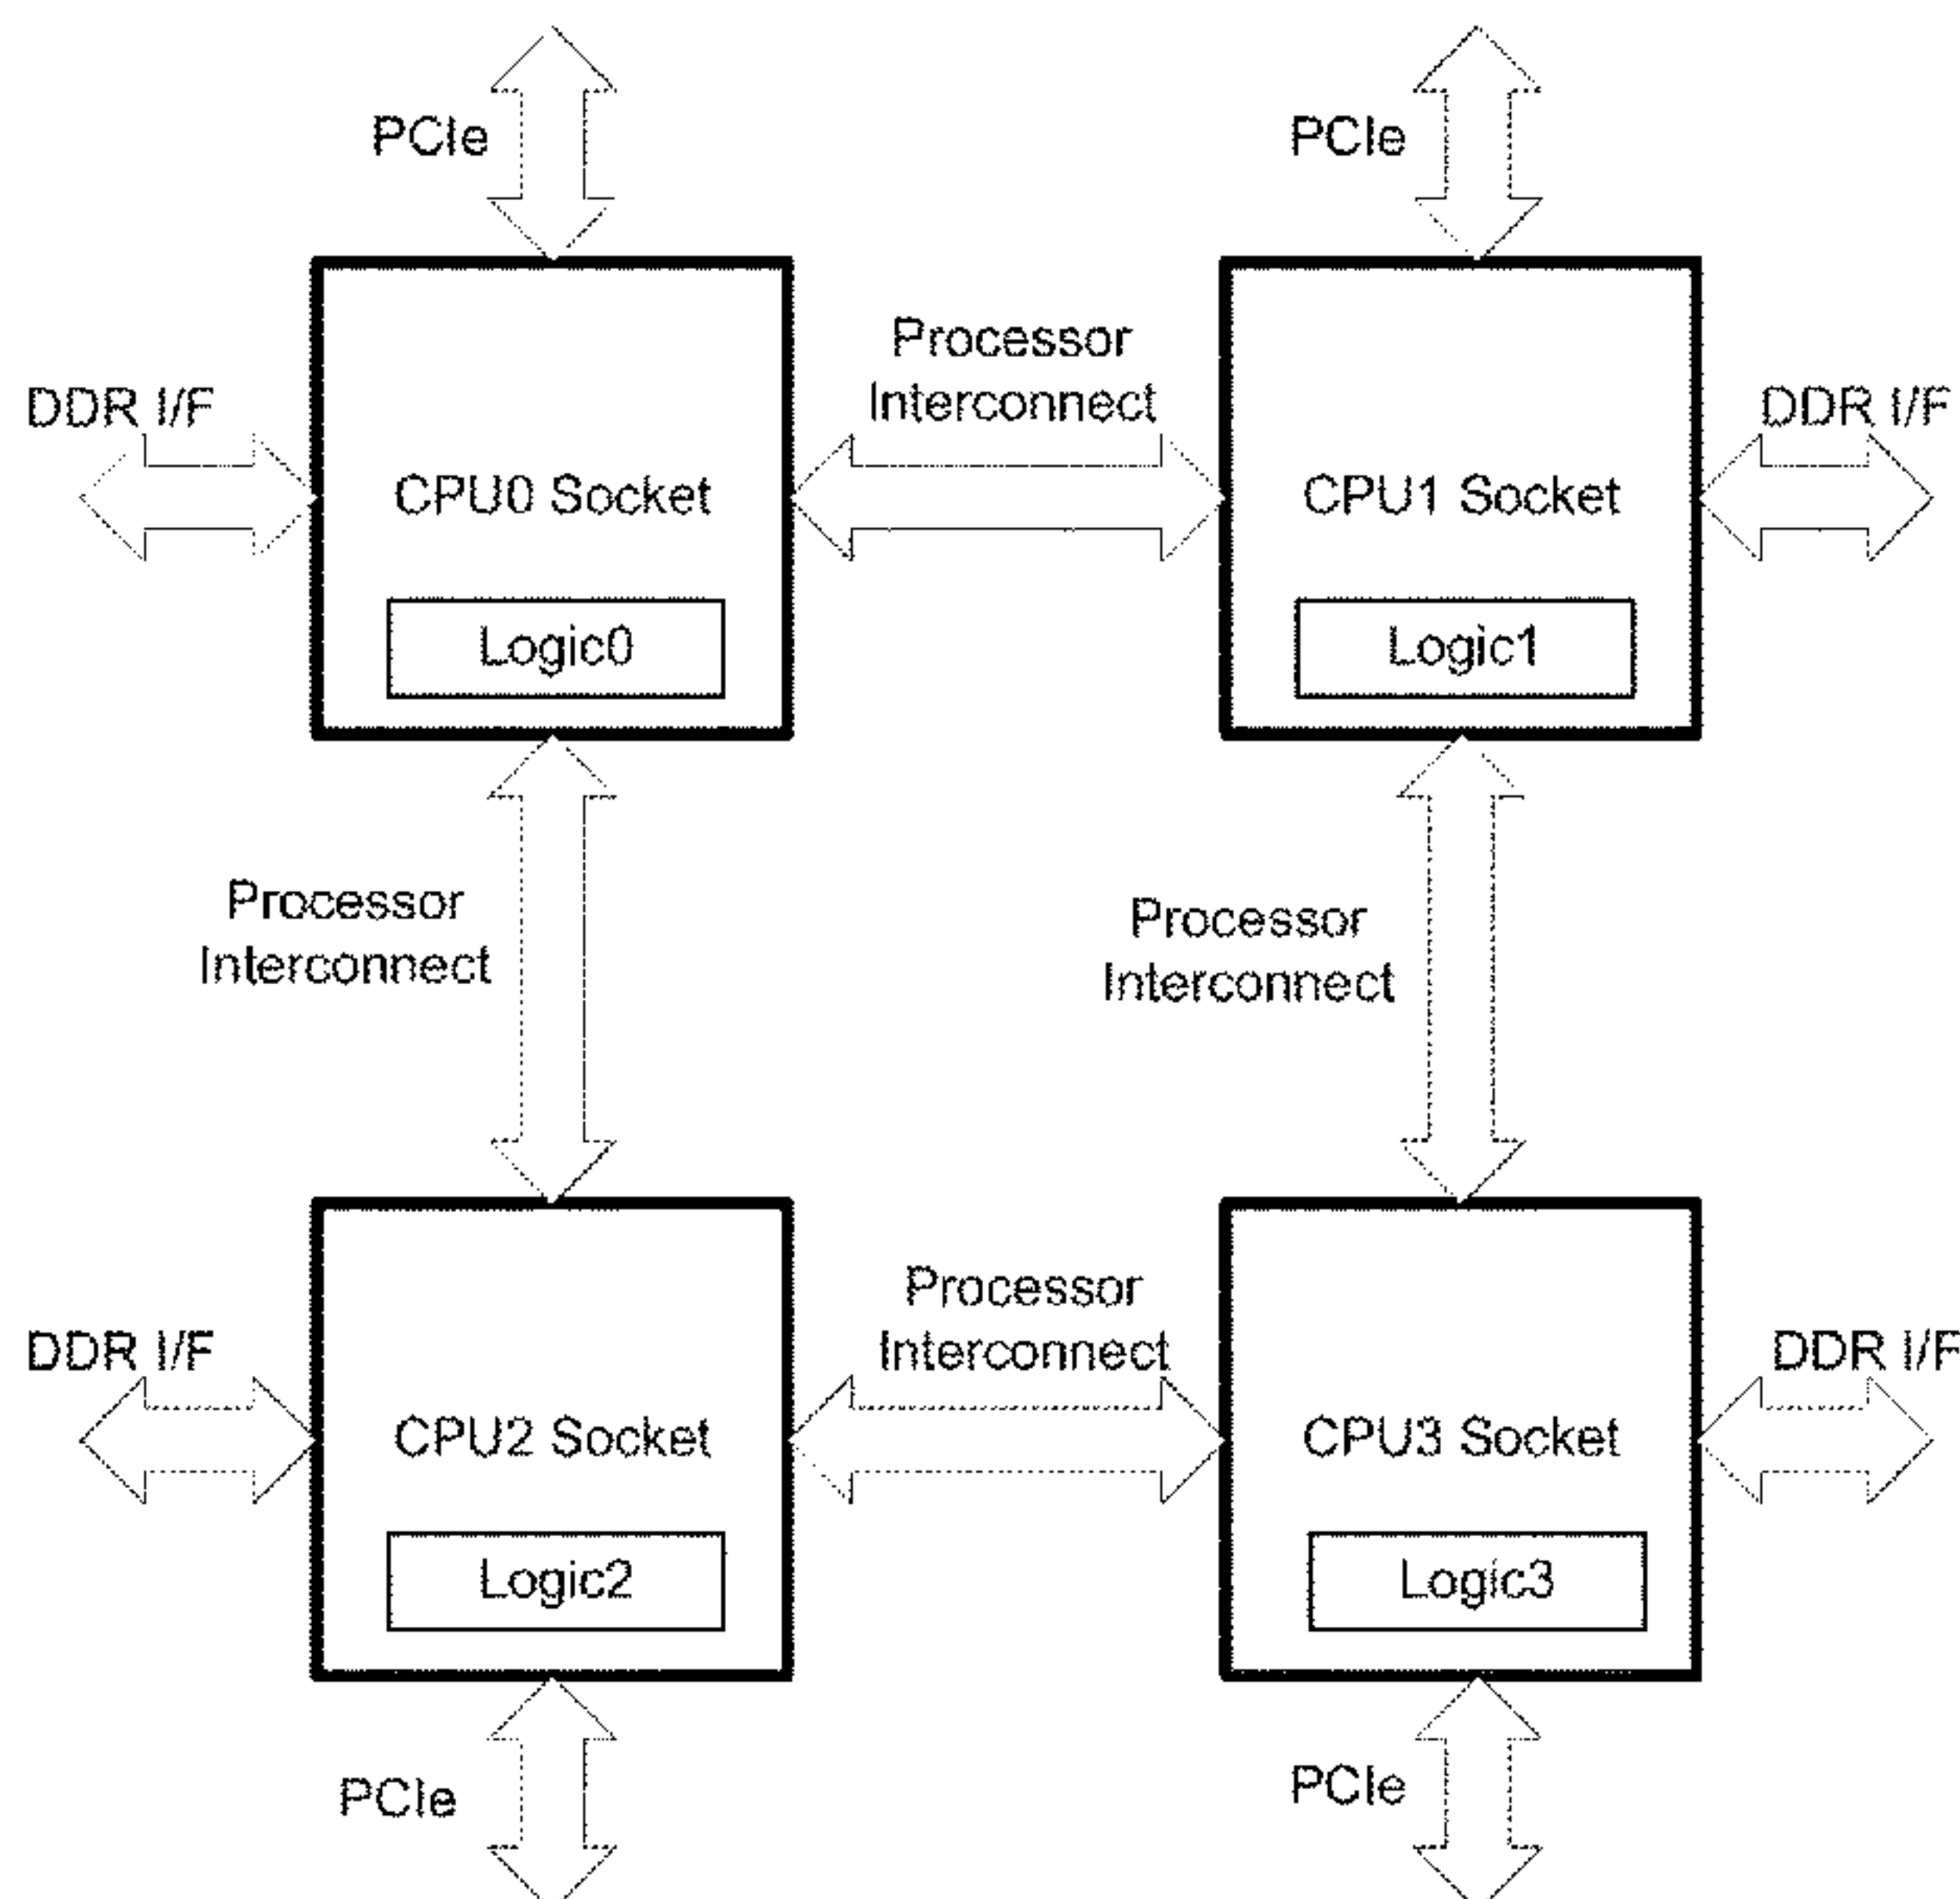 PCIe
PCIe
Processor
Interconnect
DDR I/F
DDR I/F
CPU0 Socket
CPU1 Socket
Logic0
Logic1
Processor
Interconnect
Processor
Interconnect
Processor
Interconnect
DDR I/F
DDR I/F
CPU2 Socket
CPU3 Socket
Logic2
Logic3
PCIe
PCIe